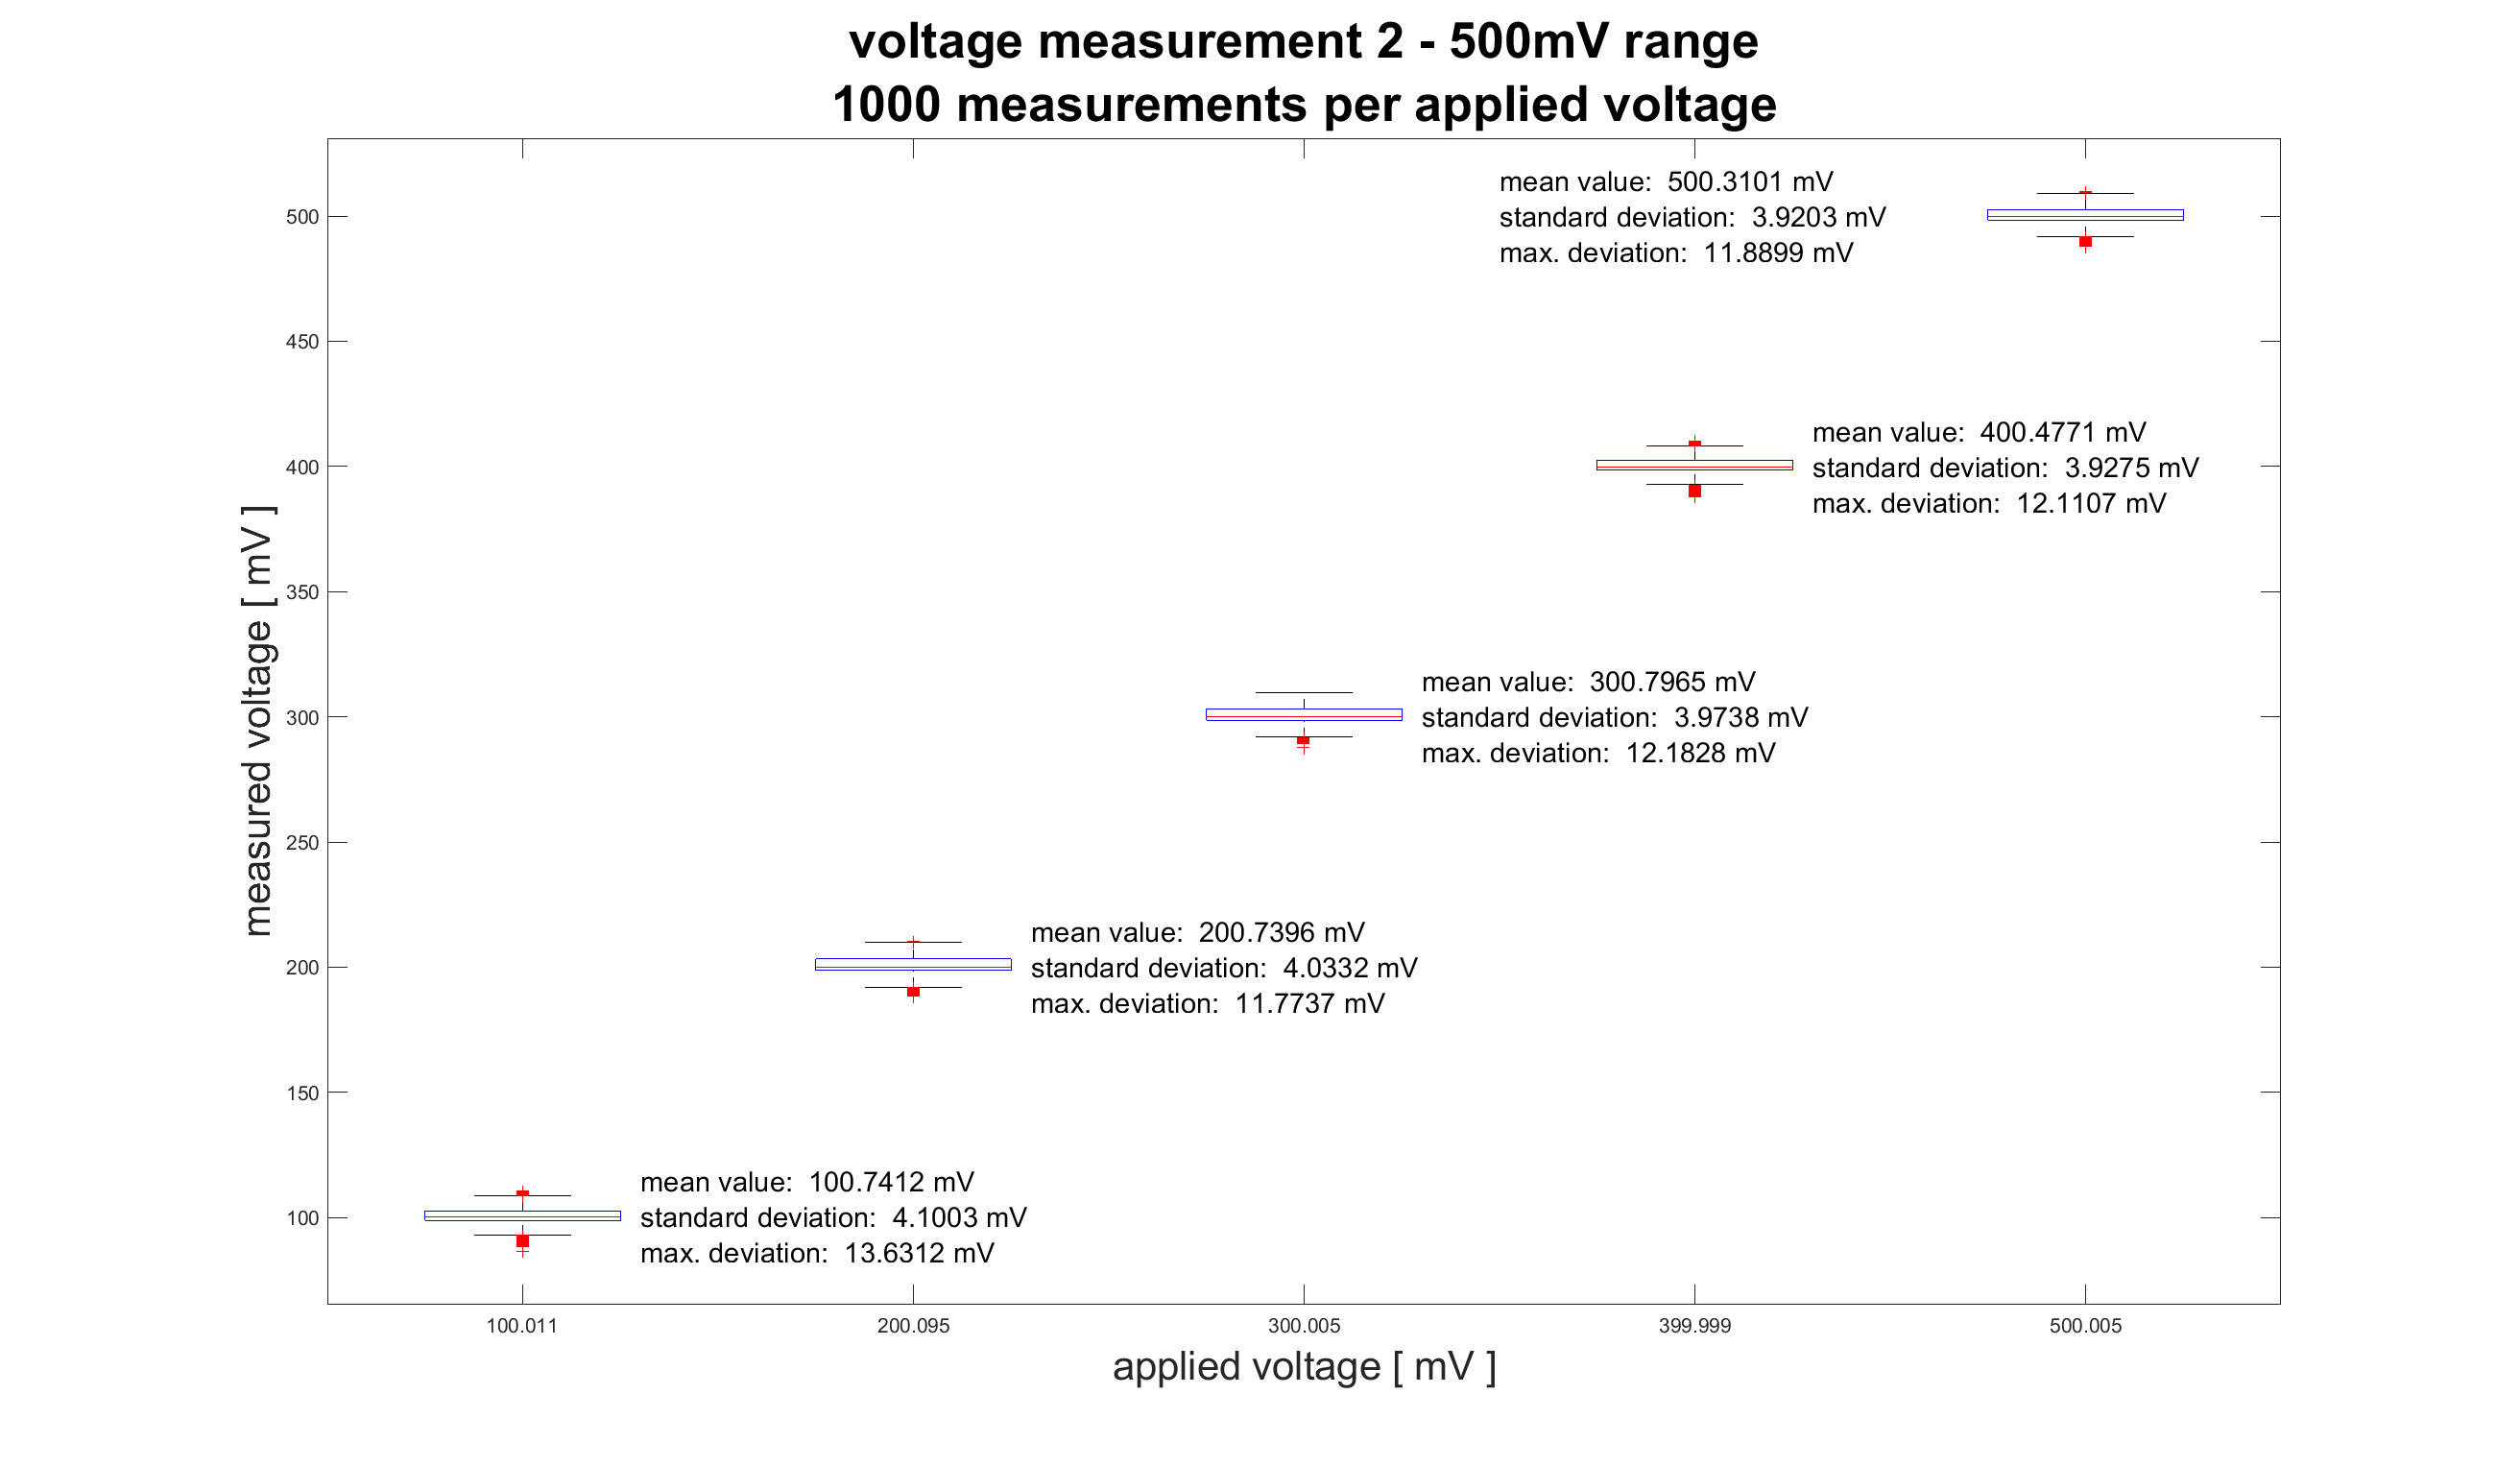 voltage measurement 2 - 500mV range
1000 measurements per applied voltage
mean value: 500.3101 mV
standard deviation: 3.9203 mV
max. deviation: 11.8899 mV
mean value: 400.4771 mV
standard deviation: 3.9275 mV
max. deviation: 12.1107 mV
mean value: 300.7965 mV
standard deviation: 3.9738 mV
max. deviation: 12.1828 mV
mean value: 200.7396 mV
standard deviation: 4.0332 mV
max. deviation: 11.7737 mV
mean value: 100.7412 mV
standard deviation: 4.1003 mV
max. deviation: 13.6312 mV
measured voltage [ mV ]
500
450
400
350
300
250
200
150
100
100.011
200.095
300.005
399.999
500.005
applied voltage [ mV ]